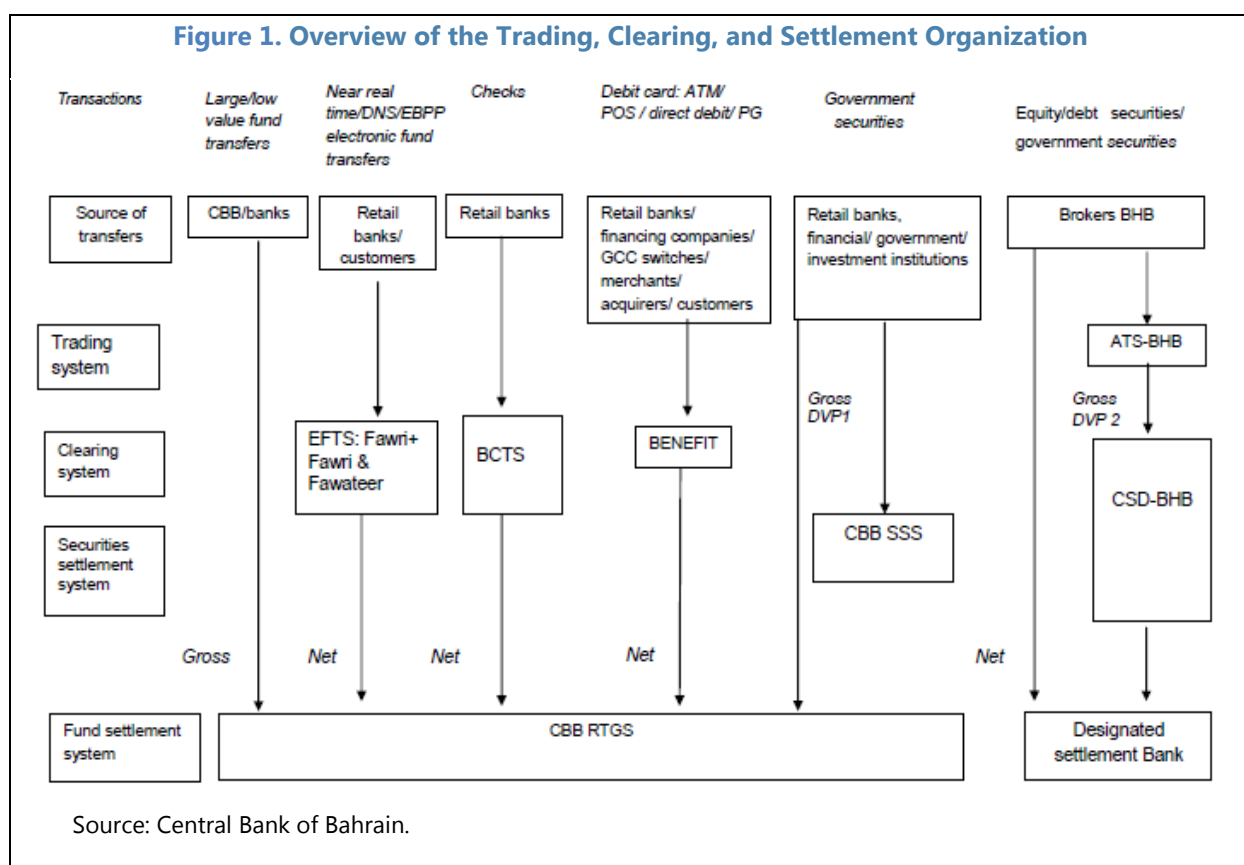 Figure 1. Overview of the Trading, Clearing, and Settlement Organization
Transactions
Large/low
value fund
transfers
Near real
time/DNS/EBPP
electronic fund
transfers
Checks
Debit card: ATM/
POS / direct debit/ PG
Government
securities
Equity/debt securities/
government securities
Source of
transfers
CBB/banks
Retail
banks/
customers
Retail banks
Retail banks/
financing companies/
GCC switches/
merchants/
acquirers/ customers
Retail banks,
financial/ government/
investment institutions
Brokers BHB
Trading
system
ATS-BHB
Gross
DVP1
Gross
DVP 2
Clearing
system
EFTS: Fawri+
Fawri &
Fawateer
BCTS
BENEFIT
CSD-BHB
Securities
settlement
system
CBB SSS
Gross
Net
Net
Net
Net
Fund settlement
system
CBB RTGS
Designated
settlement Bank
Source: Central Bank of Bahrain.